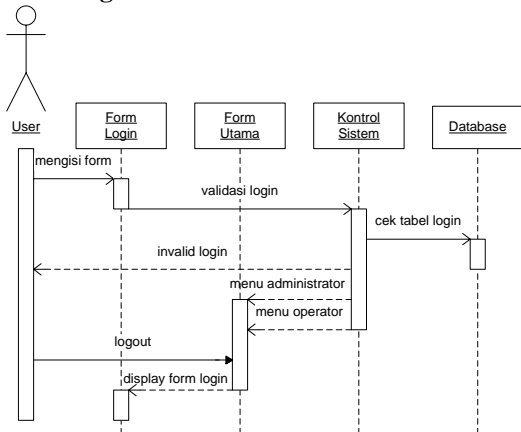 User
Form
Login
Form
Utama
Kontrol
Sistem
Database
mengisi form
validasi login
cek tabel login
invalid login
menu administrator
menu operator
logout
display form login